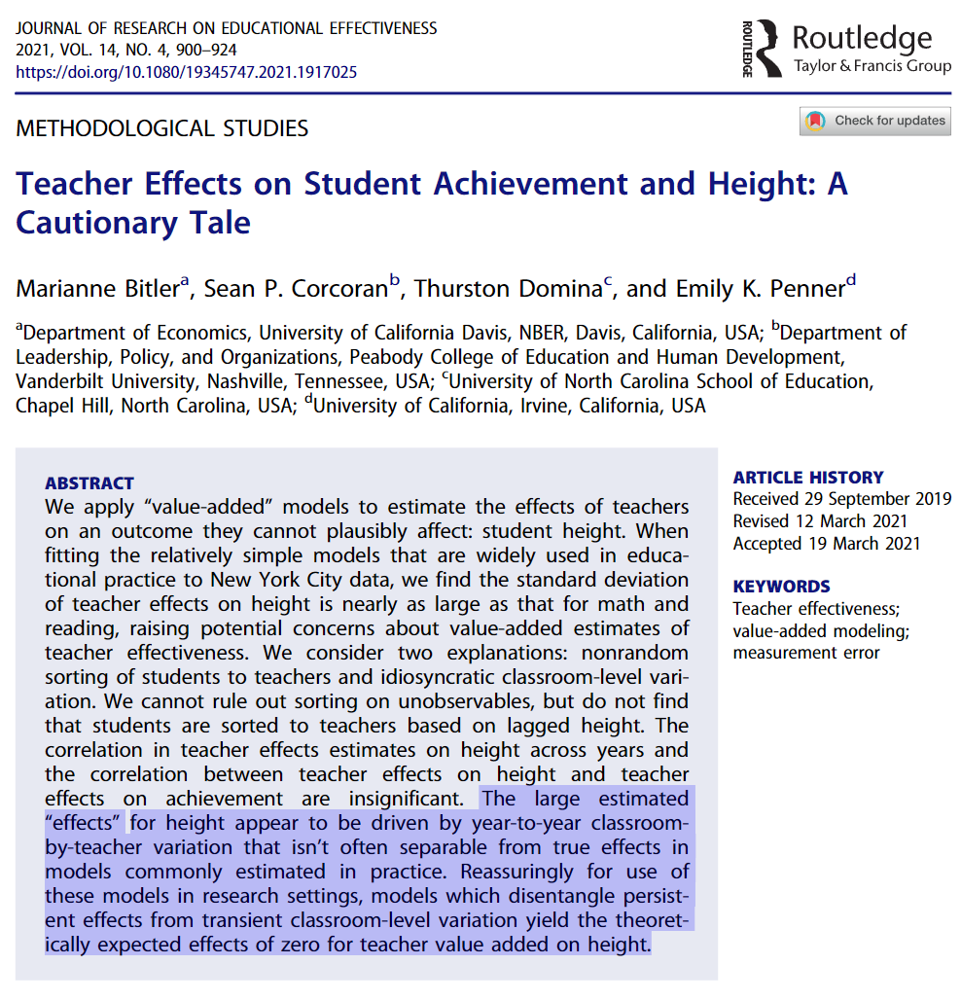 JOURNAL OF RESEARCH ON EDUCATIONAL EFFECTIVENESS
2021, VOL. 14, NO. 4, 900–924
https://doi.org/10.1080/19345747.2021.1917025
ROUTLEDGE
Routledge
Taylor & Francis Group
METHODOLOGICAL STUDIES
Check for updates
Teacher Effects on Student Achievement and Height: A
Cautionary Tale
Marianne Bitlerᵃ, Sean P. Corcoranᵇ, Thurston Dominaᶜ, and Emily K. Pennerᵈ
ᵃDepartment of Economics, University of California Davis, NBER, Davis, California, USA; ᵇDepartment of
Leadership, Policy, and Organizations, Peabody College of Education and Human Development,
Vanderbilt University, Nashville, Tennessee, USA; ᶜUniversity of North Carolina School of Education,
Chapel Hill, North Carolina, USA; ᵈUniversity of California, Irvine, California, USA
ABSTRACT
We apply “value-added” models to estimate the effects of teachers
on an outcome they cannot plausibly affect: student height. When
fitting the relatively simple models that are widely used in educa-
tional practice to New York City data, we find the standard deviation
of teacher effects on height is nearly as large as that for math and
reading, raising potential concerns about value-added estimates of
teacher effectiveness. We consider two explanations: nonrandom
sorting of students to teachers and idiosyncratic classroom-level vari-
ation. We cannot rule out sorting on unobservables, but do not find
that students are sorted to teachers based on lagged height. The
correlation in teacher effects estimates on height across years and
the correlation between teacher effects on height and teacher
effects on achievement are insignificant. The large estimated
“effects” for height appear to be driven by year-to-year classroom-
by-teacher variation that isn’t often separable from true effects in
models commonly estimated in practice. Reassuringly for use of
these models in research settings, models which disentangle persist-
ent effects from transient classroom-level variation yield the theoret-
ically expected effects of zero for teacher value added on height.
ARTICLE HISTORY
Received 29 September 2019
Revised 12 March 2021
Accepted 19 March 2021
KEYWORDS
Teacher effectiveness;
value-added modeling;
measurement error